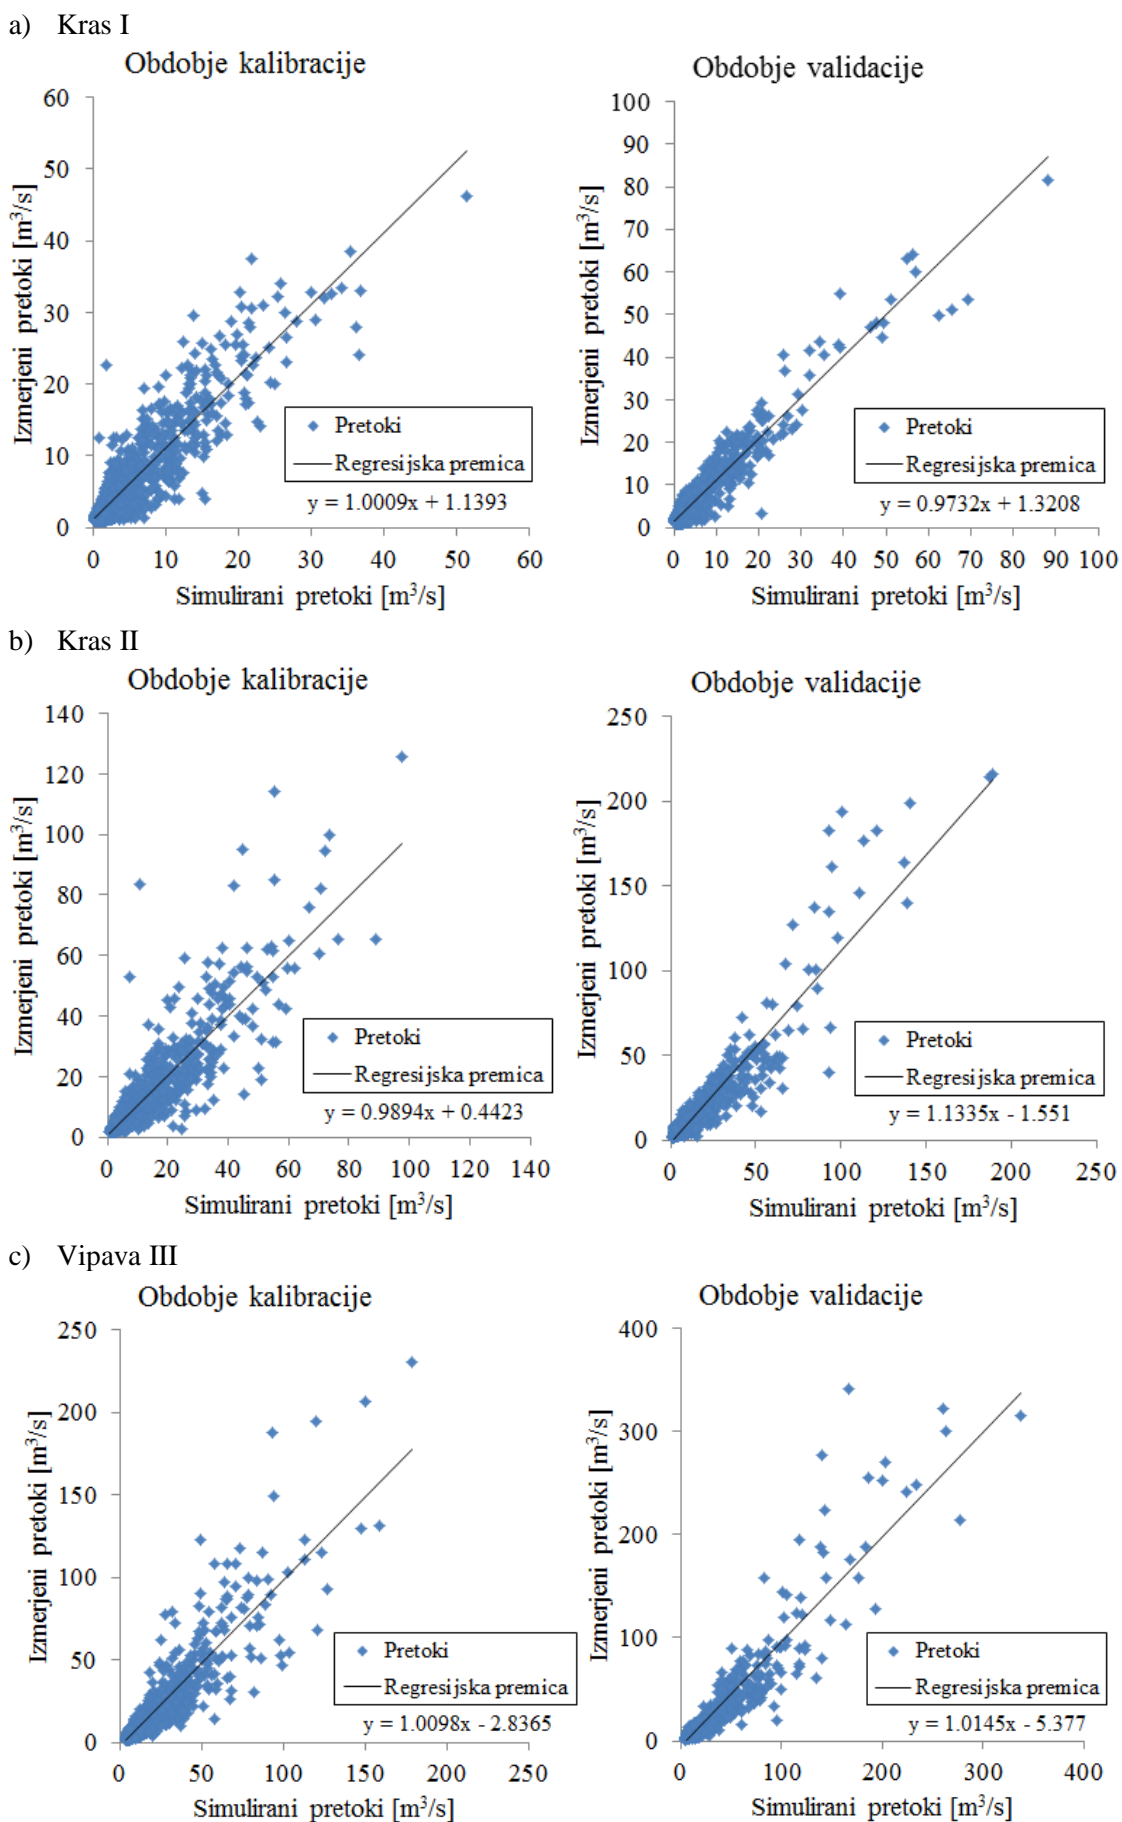 a) Kras I
Obdobje kalibracije
Izmerjeni pretoki [m³/s]
60
50
40
30
20
10
0
0 10 20 30 40 50 60
Simulirani pretoki [m³/s]
Pretoki
Regresijska premica
y = 1.0009x + 1.1393
Obdobje validacije
Izmerjeni pretoki [m³/s]
100
90
80
70
60
50
40
30
20
10
0
0 10 20 30 40 50 60 70 80 90 100
Simulirani pretoki [m³/s]
Pretoki
Regresijska premica
y = 0.9732x + 1.3208
b) Kras II
Obdobje kalibracije
Izmerjeni pretoki [m³/s]
140
120
100
80
60
40
20
0
0 20 40 60 80 100 120 140
Simulirani pretoki [m³/s]
Pretoki
Regresijska premica
y = 0.9894x + 0.4423
Obdobje validacije
Izmerjeni pretoki [m³/s]
250
200
150
100
50
0
0 50 100 150 200 250
Simulirani pretoki [m³/s]
Pretoki
Regresijska premica
y = 1.1335x - 1.551
c) Vipava III
Obdobje kalibracije
Izmerjeni pretoki [m³/s]
250
200
150
100
50
0
0 50 100 150 200 250
Simulirani pretoki [m³/s]
Pretoki
Regresijska premica
y = 1.0098x - 2.8365
Obdobje validacije
Izmerjeni pretoki [m³/s]
400
300
200
100
0
0 100 200 300 400
Simulirani pretoki [m³/s]
Pretoki
Regresijska premica
y = 1.0145x - 5.377